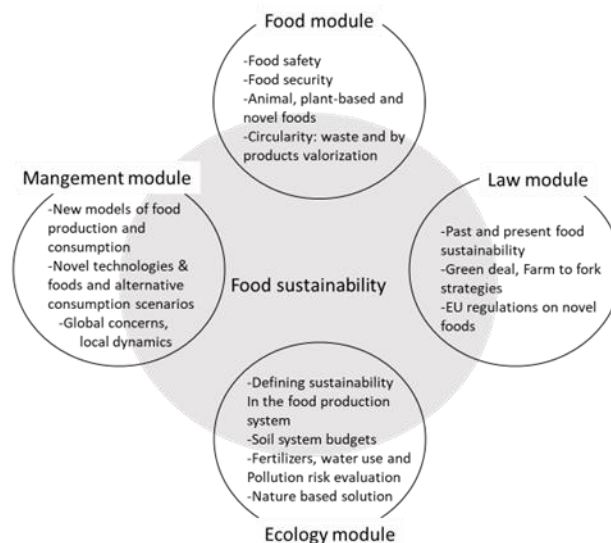 Food module
-Food safety
-Food security
-Animal, plant-based and
novel foods
-Circularity: waste and by
products valorization
Mangement module
-New models of food
production and
consumption
-Novel technologies &
foods and alternative
consumption scenarios
-Global concerns,
local dynamics
Food sustainability
Law module
-Past and present food
sustainability
-Green deal, Farm to fork
strategies
-EU regulations on novel
foods
-Defining sustainability
In the food production
system
-Soil system budgets
-Fertilizers, water use and
Pollution risk evaluation
-Nature based solution
Ecology module